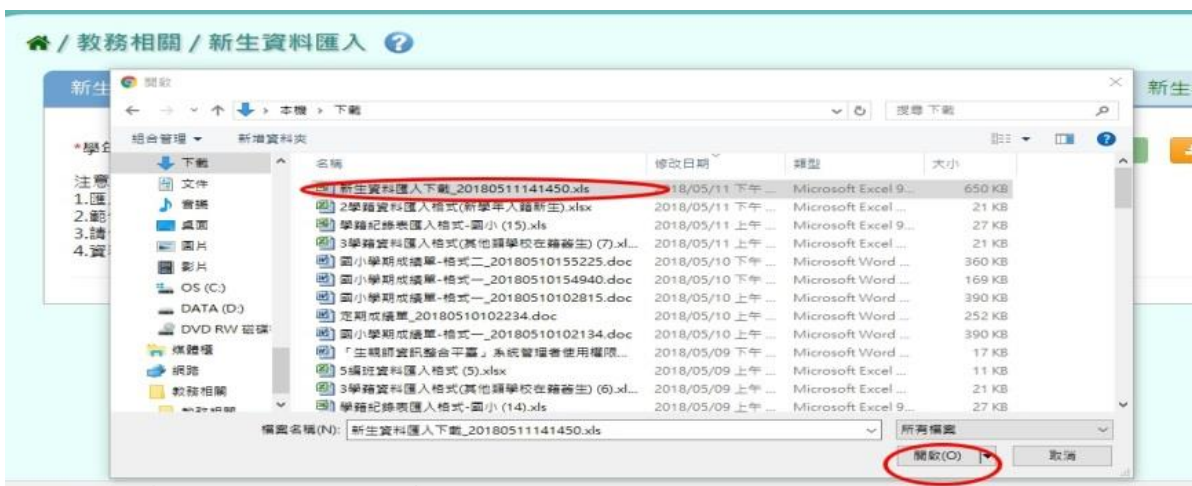 / 教務相關 / 新生資料匯入 ?
新生
新生
*學年
注意
1.匯
2.範
3.請
4.資
開啟
本機 › 下載
搜尋 下載
組合管理 新增資料夾
名稱 修改日期 類型 大小
下載
文件
音樂
桌面
圖片
影片
OS (C:)
DATA (D:)
DVD RW 磁碟
媒體櫃
網路
教務相關
新生資料匯入下載_20180511141450.xls 2018/05/11 下午 ... Microsoft Excel 9... 650 KB
2學籍資料匯入格式(新學年入籍新生).xlsx 2018/05/11 下午 ... Microsoft Excel ... 21 KB
學籍紀錄表匯入格式-國小 (15).xls 2018/05/11 上午 ... Microsoft Excel 9... 27 KB
3學籍資料匯入格式(其他類學校在籍舊生) (7).xl... 2018/05/11 上午 ... Microsoft Excel ... 21 KB
國小學期成績單-格式二_20180510155225.doc 2018/05/10 下午 ... Microsoft Word ... 360 KB
國小學期成績單-格式一_20180510154940.doc 2018/05/10 下午 ... Microsoft Word ... 169 KB
國小學期成績單-格式一_20180510102815.doc 2018/05/10 上午 ... Microsoft Word ... 390 KB
定期成績單_20180510102234.doc 2018/05/10 上午 ... Microsoft Word ... 252 KB
國小學期成績單-格式一_20180510102134.doc 2018/05/10 上午 ... Microsoft Word ... 390 KB
「生親師資訊整合平臺」系統管理者使用權限... 2018/05/09 下午 ... Microsoft Word ... 17 KB
5編班資料匯入格式 (5).xlsx 2018/05/09 上午 ... Microsoft Excel ... 11 KB
3學籍資料匯入格式(其他類學校在籍舊生) (6).xl... 2018/05/09 上午 ... Microsoft Excel ... 21 KB
學籍紀錄表匯入格式-國小 (14).xls 2018/05/09 上午 ... Microsoft Excel 9... 27 KB
檔案名稱(N): 新生資料匯入下載_20180511141450.xls 所有檔案
開啟(O) 取消